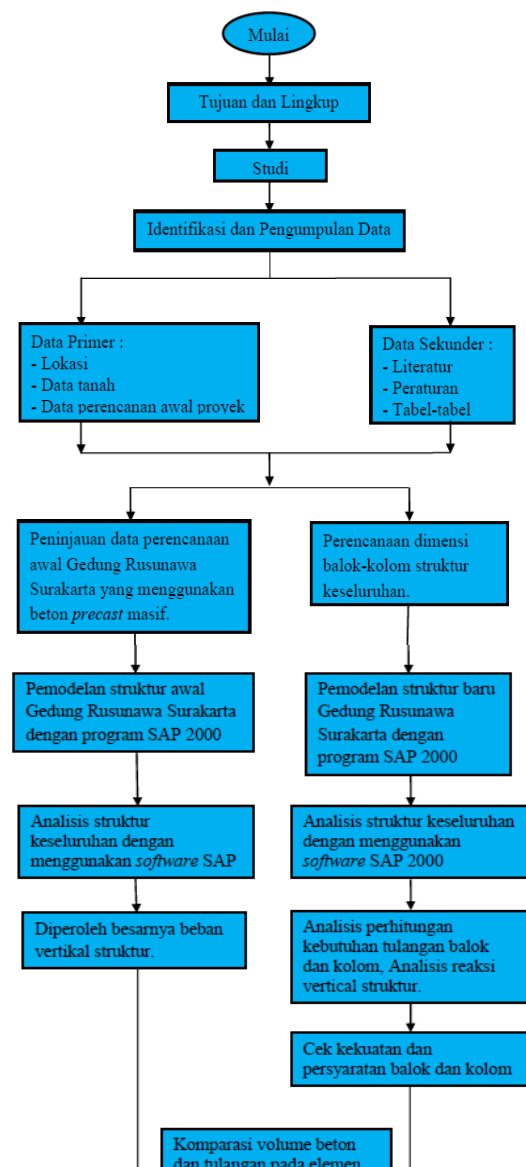 Mulai
Tujuan dan Lingkup
Studi
Identifikasi dan Pengumpulan Data
Data Primer :
- Lokasi
- Data tanah
- Data perencanan awal proyek
Data Sekunder :
- Literatur
- Peraturan
- Tabel-tabel
Peninjauan data perencanaan
awal Gedung Rusunawa
Surakarta yang menggunakan
beton precast masif.
Perencanaan dimensi
balok-kolom struktur
keseluruhan.
Pemodelan struktur awal
Gedung Rusunawa Surakarta
dengan program SAP 2000
Pemodelan struktur baru
Gedung Rusunawa
Surakarta dengan
program SAP 2000
Analisis struktur
keseluruhan dengan
menggunakan software SAP
Analisis struktur keseluruhan
dengan menggunakan
software SAP 2000
Diperoleh besarnya beban
vertikal struktur.
Analisis perhitungan
kebutuhan tulangan balok
dan kolom, Analisis reaksi
vertical struktur.
Cek kekuatan dan
persyaratan balok dan kolom
Komparasi volume beton
dan tulangan pada elemen